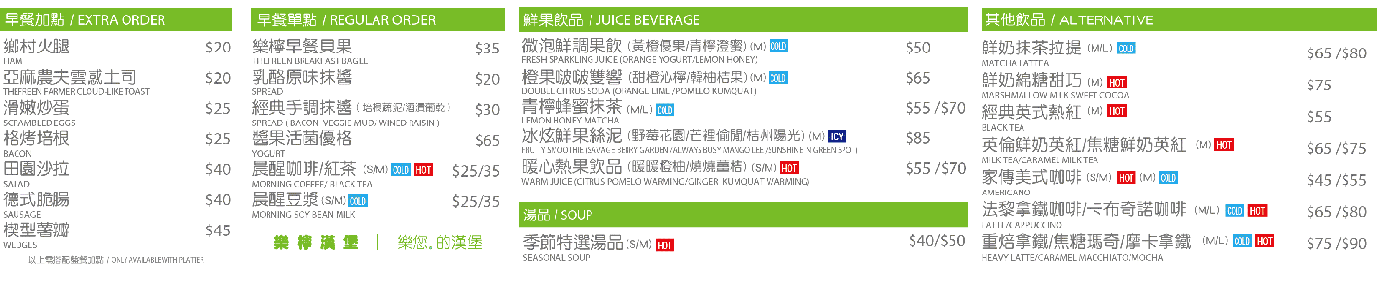 早餐加點 / EXTRA ORDER
鄉村火腿 $20
HAM
亞麻農夫雲感土司 $20
THEFREEN FARMER CLOUD-LIKE TOAST
滑嫩炒蛋 $25
SCRAMBLED EGGS
格烤培根 $25
BACON
田園沙拉 $40
SALAD
德式脆腸 $40
SAUSAGE
楔型薯瓣 $45
WEDGES
以上需搭配盤餐加點 / ONLY AVAILABLE WITH PLATTER
早餐單點 / REGULAR ORDER
樂檸早餐貝果 $35
THEFREEN BREAKFAST BAGEL
乳酪原味抹醬 $20
SPREAD
經典手調抹醬 (培根蔬泥/酒漬葡乾) $30
SPREAD (BACON VEGGIE MUD/ WINED RAISIN)
醬果活菌優格 $65
YOGURT
晨醒咖啡/紅茶 (S/M) COLD HOT $25/35
MORNING COFFEE/ BLACK TEA
晨醒豆漿 (S/M) COLD $25/35
MORNING SOY BEAN MILK
樂檸漢堡 | 樂您的漢堡
鮮果飲品 / JUICE BEVERAGE
微泡鮮調果飲 (黃橙優果/青檸澄蜜) (M) COLD $50
FRESH SPARKLING JUICE (ORANGE YOGURT/LEMON HONEY)
橙果啵啵雙響 (甜橙沁檸/韓柚桔果) (M) COLD $65
DOUBLE CITRUS SODA (ORANGE LIME /POMELO KUMQUAT)
青檸蜂蜜抹茶 (M/L) COLD $55 /$70
LEMON HONEY MATCHA
冰炫鮮果絲泥 (野莓花園/芒裡偷閒/桔州陽光) (M) ICY $85
FRUITY SMOOTHIE (SAVAGE BERRY GARDEN /ALWAYS BUSY MANGO LEE /SUNSHINE IN GREEN SPOT)
暖心熱果飲品 (暖暖橙柚/燒燒薑桔) (S/M) HOT $55 /$70
WARM JUICE (CITRUS POMELO WARMING/GINGER KUMQUAT WARMING)
湯品 / SOUP
季節特選湯品 (S/M) HOT $40/$50
SEASONAL SOUP
其他飲品 / ALTERNATIVE
鮮奶抹茶拉提 (M/L) COLD $65 /$80
MATCHA LATTEA
鮮奶綿糖甜巧 (M) HOT $75
MARSHMALLOW MILK SWEET COCOA
經典英式熱紅 (M) HOT $55
BLACK TEA
英倫鮮奶英紅/焦糖鮮奶英紅 (M) HOT $65 /$75
MILK TEA/CARAMEL MILK TEA
家傳美式咖啡 (S/M) HOT (M) COLD $45 /$55
AMERICANO
法黎拿鐵咖啡/卡布奇諾咖啡 (M/L) COLD HOT $65 /$80
LATTE/CAPPUCCINO
重焙拿鐵/焦糖瑪奇/摩卡拿鐵 (M/L) COLD HOT $75 /$90
HEAVY LATTE/CARAMEL MACCHIATO/MOCHA